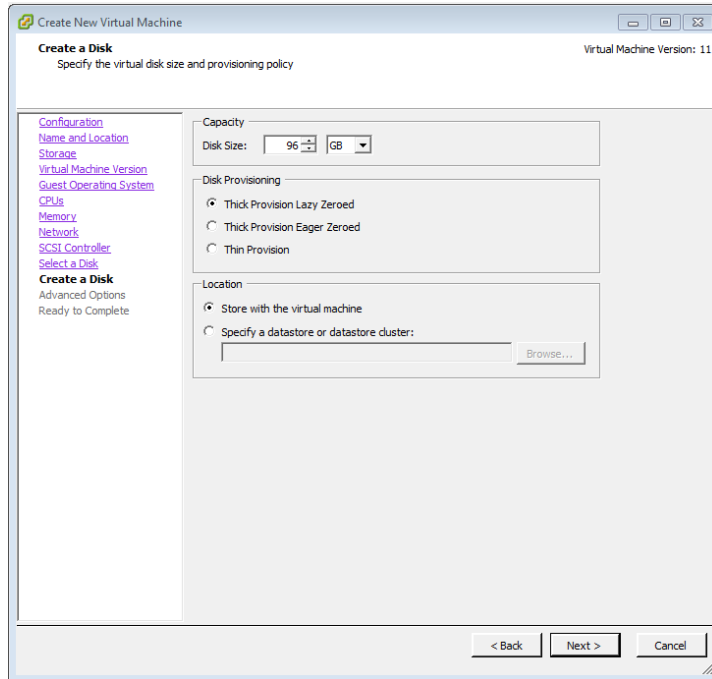 Create New Virtual Machine
Create a Disk
Specify the virtual disk size and provisioning policy
Virtual Machine Version: 11
Configuration
Name and Location
Storage
Virtual Machine Version
Guest Operating System
CPUs
Memory
Network
SCSI Controller
Select a Disk
Create a Disk
Advanced Options
Ready to Complete
Capacity
Disk Size: 96 GB
Disk Provisioning
Thick Provision Lazy Zeroed
Thick Provision Eager Zeroed
Thin Provision
Location
Store with the virtual machine
Specify a datastore or datastore cluster:
Browse...
< Back Next > Cancel